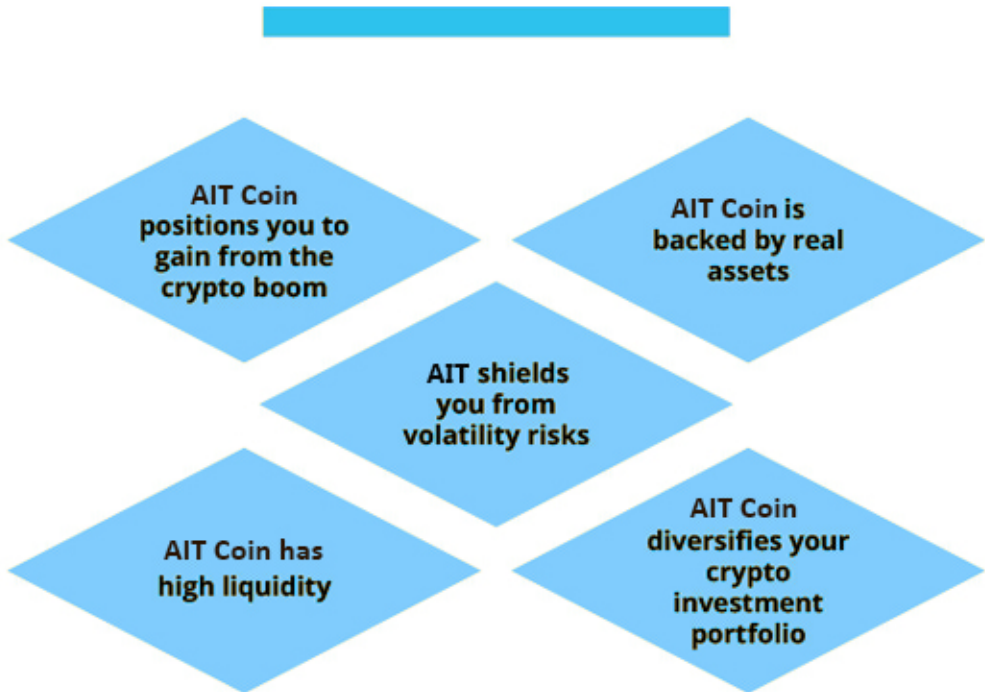 AIT Coin
positions you to
gain from the
crypto boom
AIT Coin is
backed by real
assets
AIT shields
you from
volatility risks
AIT Coin has
high liquidity
AIT Coin
diversifies your
crypto
investment
portfolio